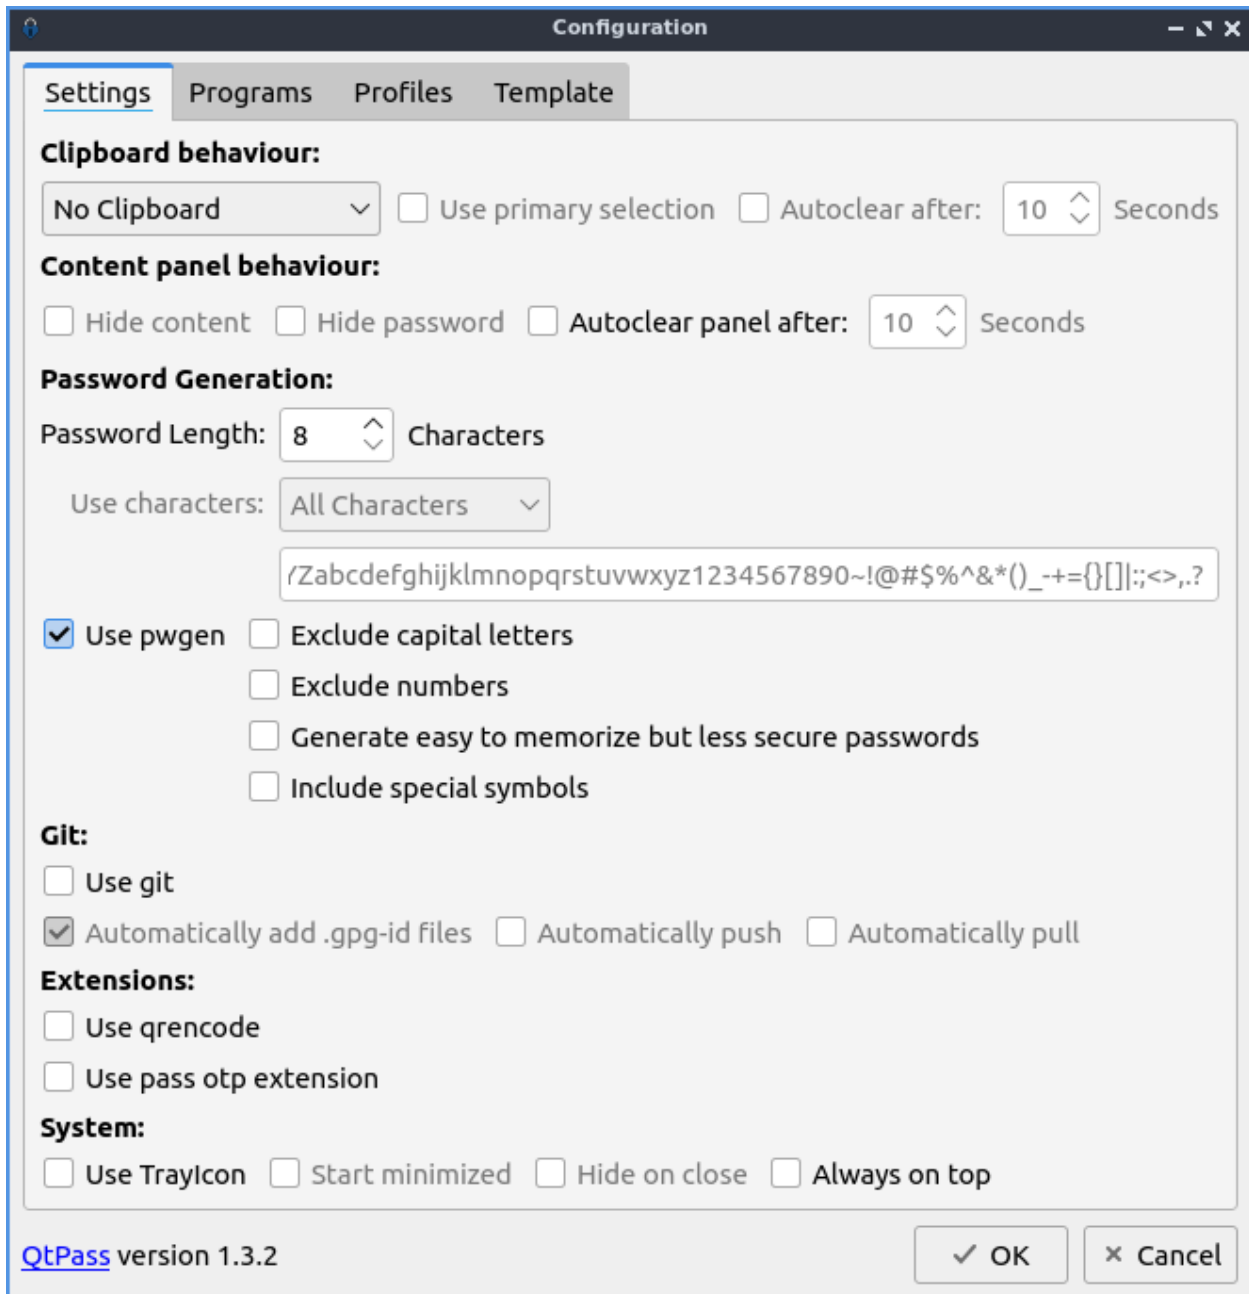 Configuration
Settings Programs Profiles Template
Clipboard behaviour:
No Clipboard Use primary selection Autoclear after: 10 Seconds
Content panel behaviour:
Hide content Hide password Autoclear panel after: 10 Seconds
Password Generation:
Password Length: 8 Characters
Use characters: All Characters
YZabcdefghijklmnopqrstuvwxyz1234567890~!@#$%^&*()_-+={}[]|:;<>,.?
Use pwgen Exclude capital letters
Exclude numbers
Generate easy to memorize but less secure passwords
Include special symbols
Git:
Use git
Automatically add .gpg-id files Automatically push Automatically pull
Extensions:
Use qrencode
Use pass otp extension
System:
Use TrayIcon Start minimized Hide on close Always on top
QtPass version 1.3.2 OK Cancel